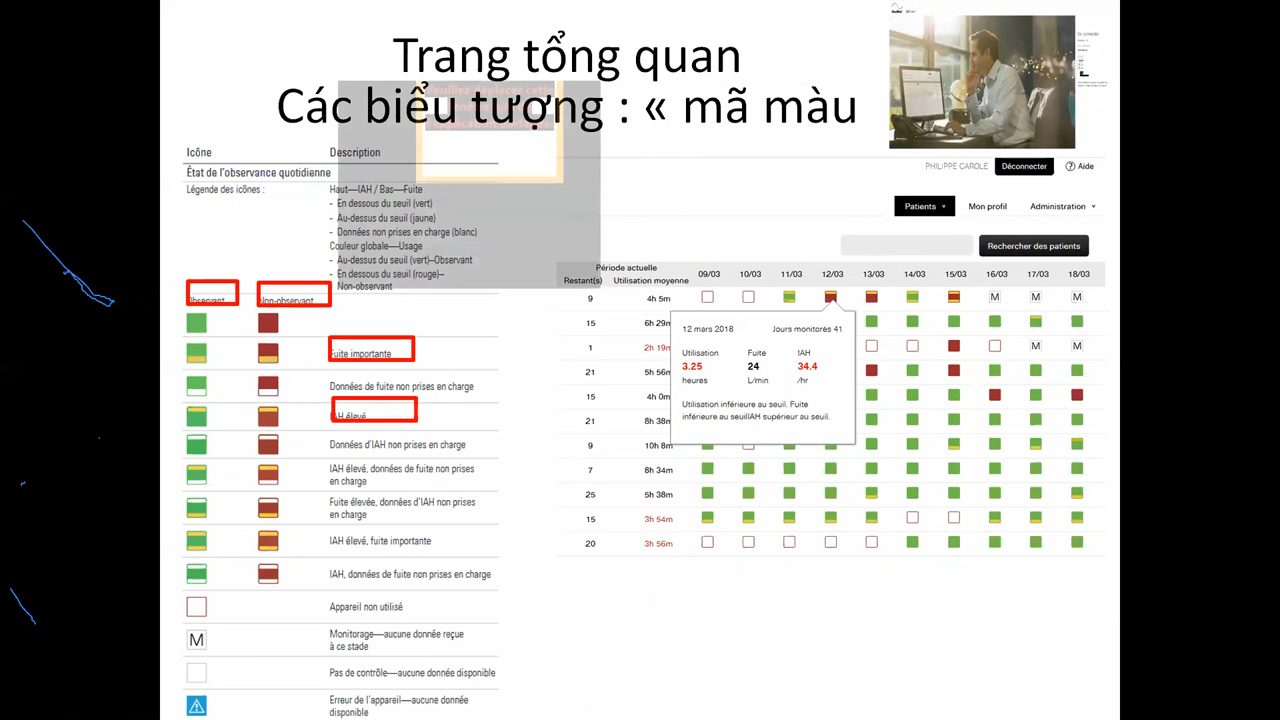 Trang tổng quan
Các biểu tượng : « mã màu
Icône Description
État de l'observance quotidienne
Légende des icônes : Haut—IAH / Bas—Fuite
- En dessous du seuil (vert)
- Au-dessus du seuil (jaune)
- Données non prises en charge (blanc)
Couleur globale—Usage
- Au-dessus du seuil (vert)–Observant
- En dessous du seuil (rouge)–
Non-observant
Observant Non-observant
Fuite importante
Données de fuite non prises en charge
IAH élevé
Données d'IAH non prises en charge
IAH élevé, données de fuite non prises
en charge
Fuite élevée, données d'IAH non prises
en charge
IAH élevé, fuite importante
IAH, données de fuite non prises en charge
Appareil non utilisé
M Monitorage—aucune donnée reçue
à ce stade
Pas de contrôle—aucune donnée disponible
Erreur de l'appareil—aucune donnée
disponible
PHILIPPE CAROLE Déconnecter ? Aide
Patients Mon profil Administration
Rechercher des patients
Période actuelle
Restant(s) Utilisation moyenne 09/03 10/03 11/03 12/03 13/03 14/03 15/03 16/03 17/03 18/03
9 4h 5m M M M
15 6h 29m
1 2h 19m M M
21 5h 56m
15 4h 0m
21 8h 38m
9 10h 8m
7 8h 34m
25 5h 38m
15 3h 54m
20 3h 56m
12 mars 2018 Jours monitorés 41
Utilisation Fuite IAH
3.25 24 34.4
heures L/min /hr
Utilisation inférieure au seuil. Fuite
inférieure au seuilIAH supérieur au seuil.